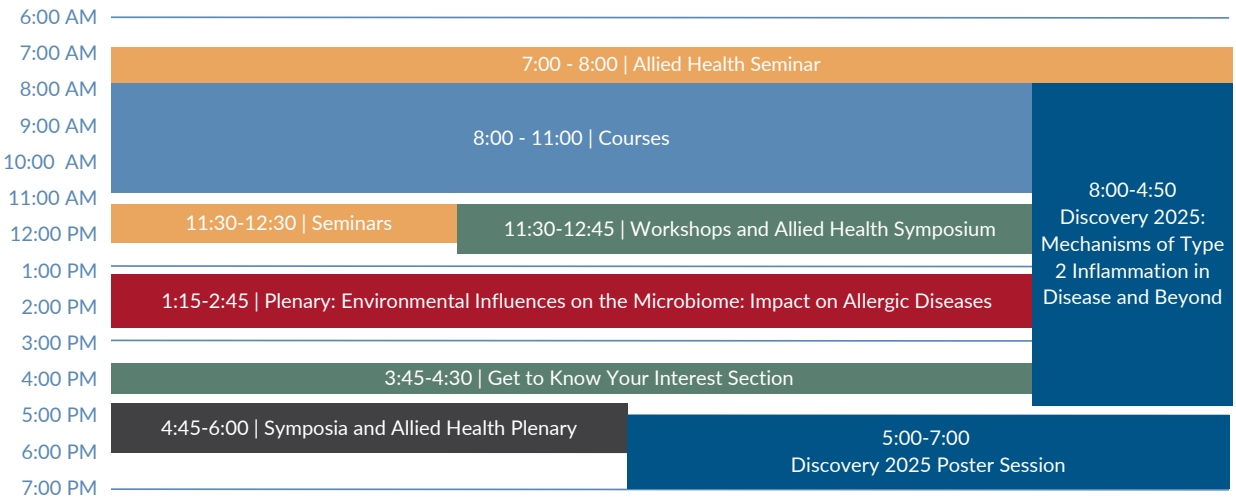 6:00 AM
7:00 AM
7:00 - 8:00 | Allied Health Seminar
8:00 AM
9:00 AM
8:00 - 11:00 | Courses
10:00 AM
11:00 AM
8:00-4:50
Discovery 2025:
Mechanisms of Type
2 Inflammation in
Disease and Beyond
11:30-12:30 | Seminars
11:30-12:45 | Workshops and Allied Health Symposium
12:00 PM
1:00 PM
1:15-2:45 | Plenary: Environmental Influences on the Microbiome: Impact on Allergic Diseases
2:00 PM
3:00 PM
4:00 PM
3:45-4:30 | Get to Know Your Interest Section
5:00 PM
4:45-6:00 | Symposia and Allied Health Plenary
5:00-7:00
Discovery 2025 Poster Session
6:00 PM
7:00 PM